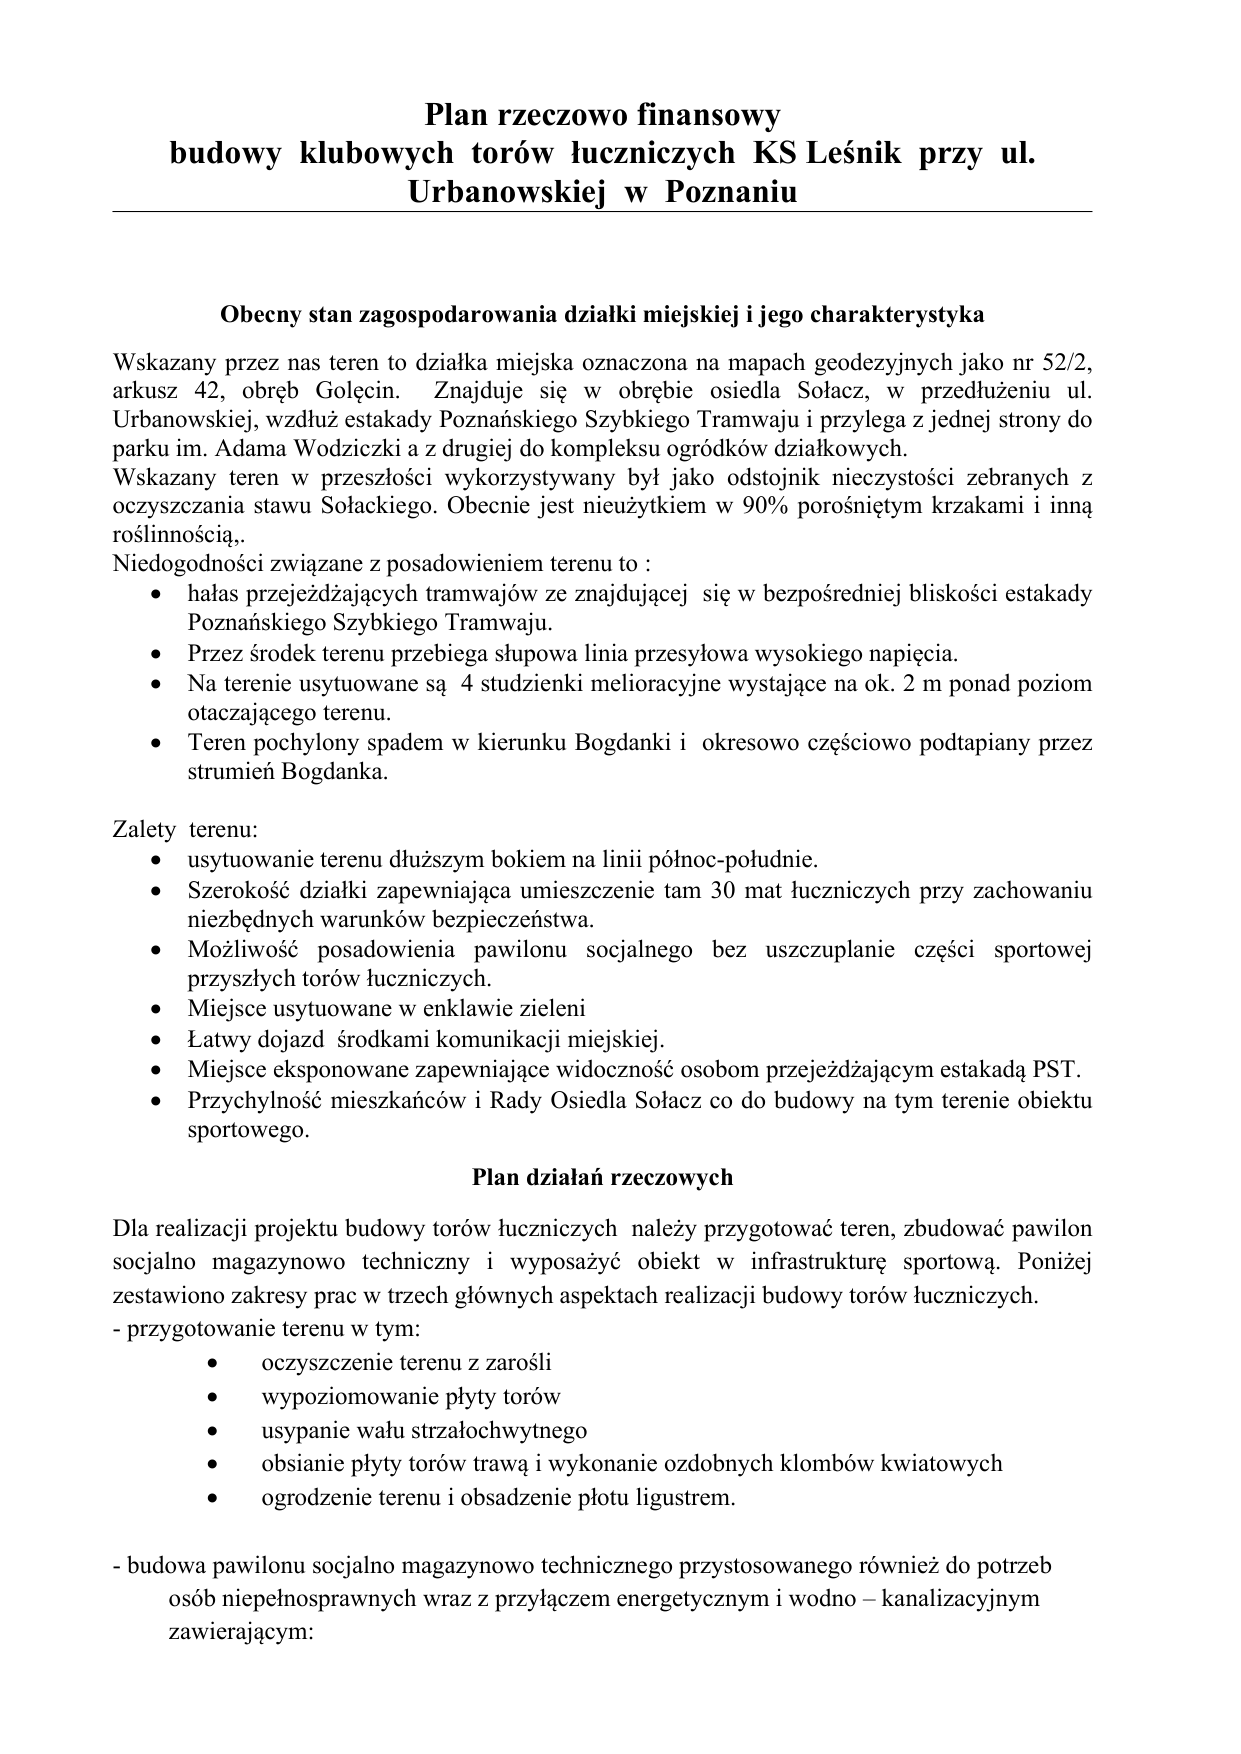 Plan rzeczowo finansowy
budowy klubowych torów łuczniczych KS Leśnik przy ul.
Urbanowskiej w Poznaniu
Obecny stan zagospodarowania działki miejskiej i jego charakterystyka
Wskazany przez nas teren to działka miejska oznaczona na mapach geodezyjnych jako nr 52/2,
arkusz 42, obręb Golęcin. Znajduje się w obrębie osiedla Sołacz, w przedłużeniu ul.
Urbanowskiej, wzdłuż estakady Poznańskiego Szybkiego Tramwaju i przylega z jednej strony do
parku im. Adama Wodziczki a z drugiej do kompleksu ogródków działkowych.
Wskazany teren w przeszłości wykorzystywany był jako odstojnik nieczystości zebranych z
oczyszczania stawu Sołackiego. Obecnie jest nieużytkiem w 90% porośniętym krzakami i inną
roślinnością,.
Niedogodności związane z posadowieniem terenu to :
• hałas przejeżdżających tramwajów ze znajdującej się w bezpośredniej bliskości estakady
Poznańskiego Szybkiego Tramwaju.
• Przez środek terenu przebiega słupowa linia przesyłowa wysokiego napięcia.
• Na terenie usytuowane są 4 studzienki melioracyjne wystające na ok. 2 m ponad poziom
otaczającego terenu.
• Teren pochylony spadem w kierunku Bogdanki i okresowo częściowo podtapiany przez
strumień Bogdanka.
Zalety terenu:
• usytuowanie terenu dłuższym bokiem na linii północ-południe.
• Szerokość działki zapewniająca umieszczenie tam 30 mat łuczniczych przy zachowaniu
niezbędnych warunków bezpieczeństwa.
• Możliwość posadowienia pawilonu socjalnego bez uszczuplanie części sportowej
przyszłych torów łuczniczych.
• Miejsce usytuowane w enklawie zieleni
• Łatwy dojazd środkami komunikacji miejskiej.
• Miejsce eksponowane zapewniające widoczność osobom przejeżdżającym estakadą PST.
• Przychylność mieszkańców i Rady Osiedla Sołacz co do budowy na tym terenie obiektu
sportowego.
Plan działań rzeczowych
Dla realizacji projektu budowy torów łuczniczych należy przygotować teren, zbudować pawilon
socjalno magazynowo techniczny i wyposażyć obiekt w infrastrukturę sportową. Poniżej
zestawiono zakresy prac w trzech głównych aspektach realizacji budowy torów łuczniczych.
- przygotowanie terenu w tym:
• oczyszczenie terenu z zarośli
• wypoziomowanie płyty torów
• usypanie wału strzałochwytnego
• obsianie płyty torów trawą i wykonanie ozdobnych klombów kwiatowych
• ogrodzenie terenu i obsadzenie płotu ligustrem.
- budowa pawilonu socjalno magazynowo technicznego przystosowanego również do potrzeb
osób niepełnosprawnych wraz z przyłączem energetycznym i wodno – kanalizacyjnym
zawierającym: